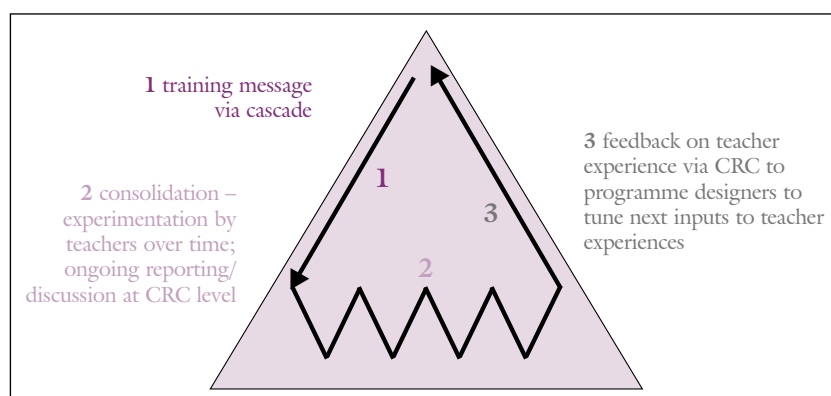 1 training message
via cascade
2 consolidation –
experimentation by
teachers over time;
ongoing reporting/
discussion at CRC level
1
2
3
3 feedback on teacher
experience via CRC to
programme designers to
tune next inputs to teacher
experiences